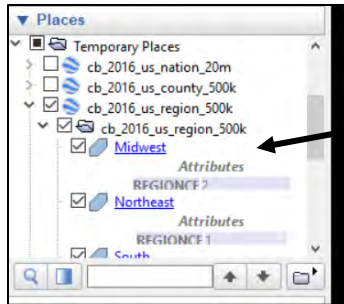 Places
Temporary Places
cb_2016_us_nation_20m
cb_2016_us_county_500k
cb_2016_us_region_500k
cb_2016_us_region_500k
Midwest
Attributes
REGIONCE 2
Northeast
Attributes
REGIONCE 1
South